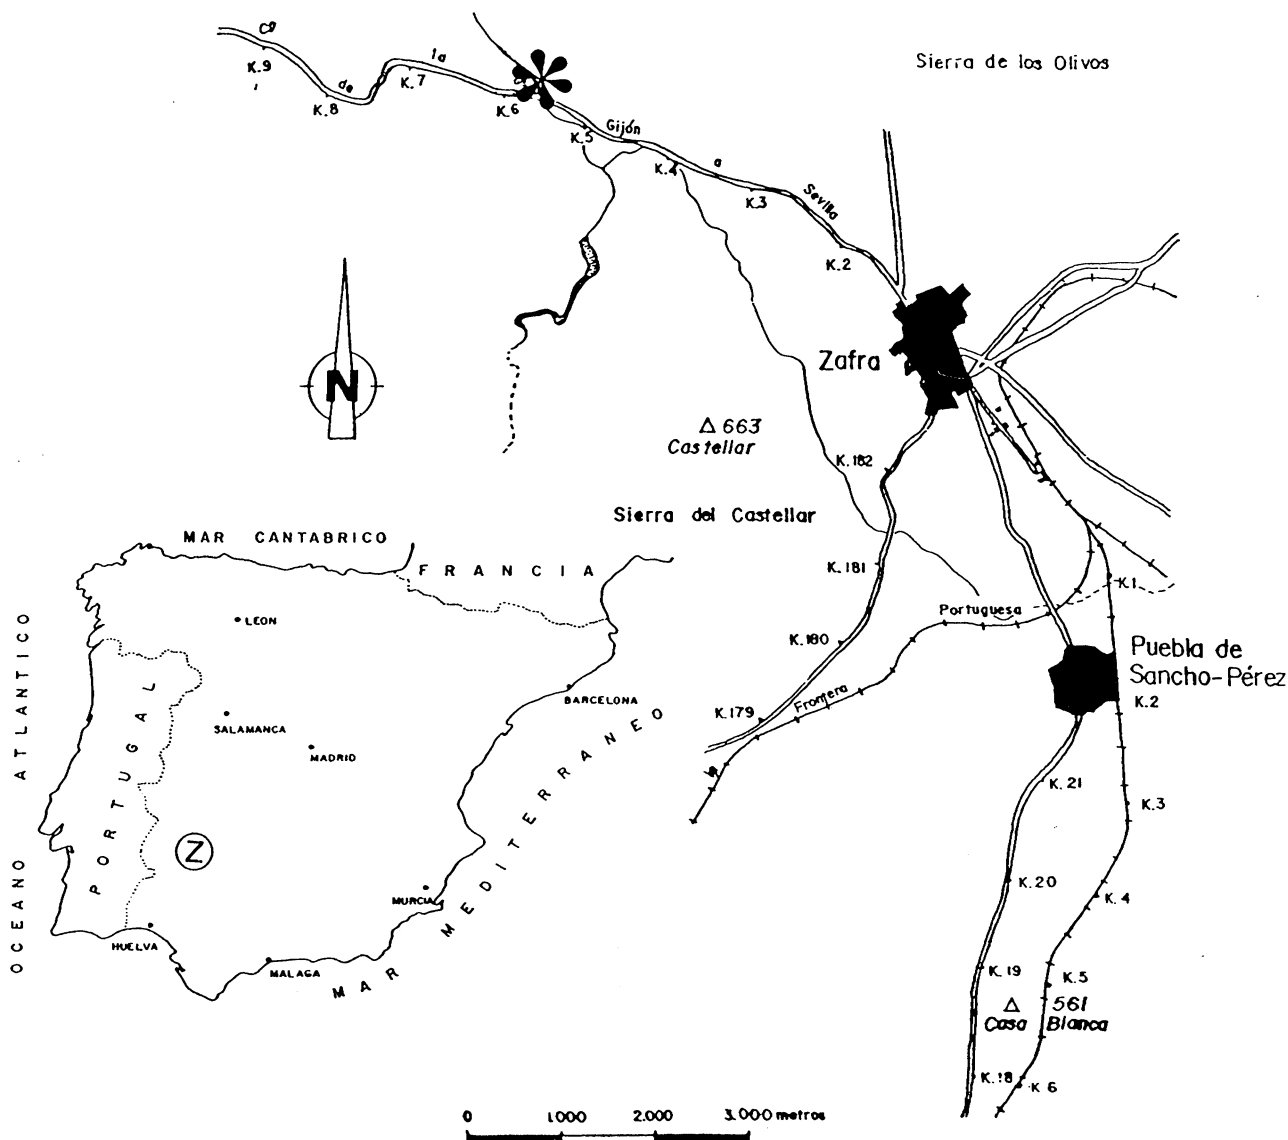 Sierra de los Olivos
Cª de la Gijón a Sevilla
K.9
K.8
K.7
K.6
K.5
K.4
K.3
K.2
Zafra
N
△ 663
Castellar
Sierra del Castellar
K.182
K.181
K.180
K.179
Frontera Portuguesa
K.1
Puebla de
Sancho-Pérez
K.2
K.3
K.4
K.5
K 6
K.21
K.20
K.19
K.18
△ 561
Casa Blanca
MAR CANTABRICO
FRANCIA
OCEANO ATLANTICO
PORTUGAL
LEON
SALAMANCA
MADRID
BARCELONA
Z
MURCIA
HUELVA
MALAGA
MAR MEDITERRANEO
0 1.000 2.000 3.000 metros